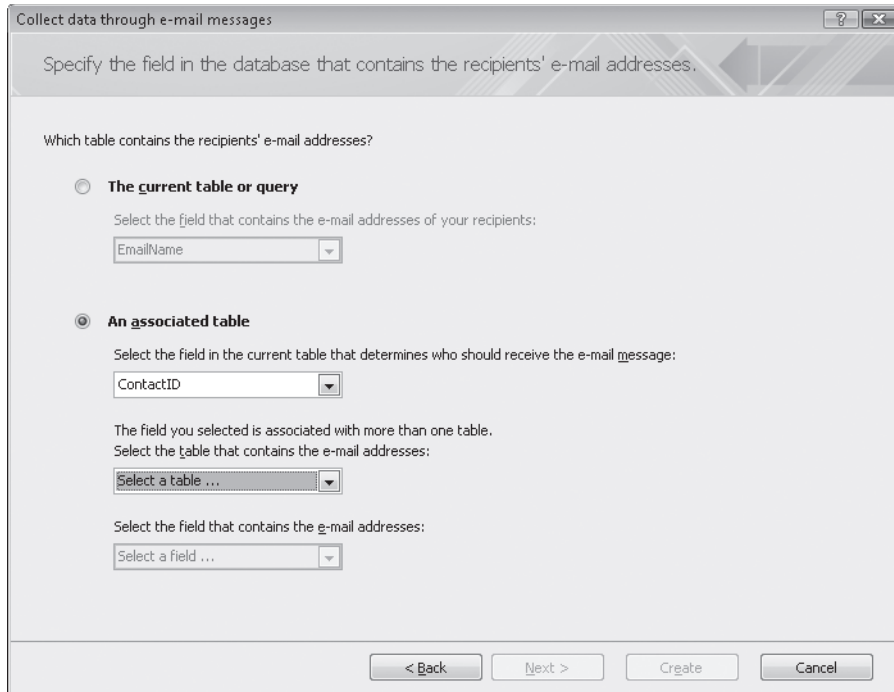 Collect data through e-mail messages
Specify the field in the database that contains the recipients' e-mail addresses.
Which table contains the recipients' e-mail addresses?
The current table or query
Select the field that contains the e-mail addresses of your recipients:
EmailName
An associated table
Select the field in the current table that determines who should receive the e-mail message:
ContactID
The field you selected is associated with more than one table.
Select the table that contains the e-mail addresses:
Select a table ...
Select the field that contains the e-mail addresses:
Select a field ...
< Back Next > Create Cancel